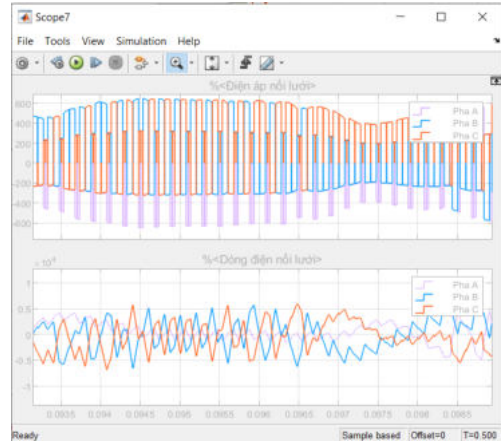 Scope7
File Tools View Simulation Help
%<Điện áp nối lưới>
Pha A
Pha B
Pha C
600
400
200
0
-200
-400
-600
%<Dòng điện nối lưới>
Pha A
Pha B
Pha C
1
0.5
0
-0.5
-1
0.0935 0.094 0.0945 0.095 0.0955 0.096 0.0965 0.097 0.0975 0.098 0.0985
Ready Sample based Offset=0 T=0.500